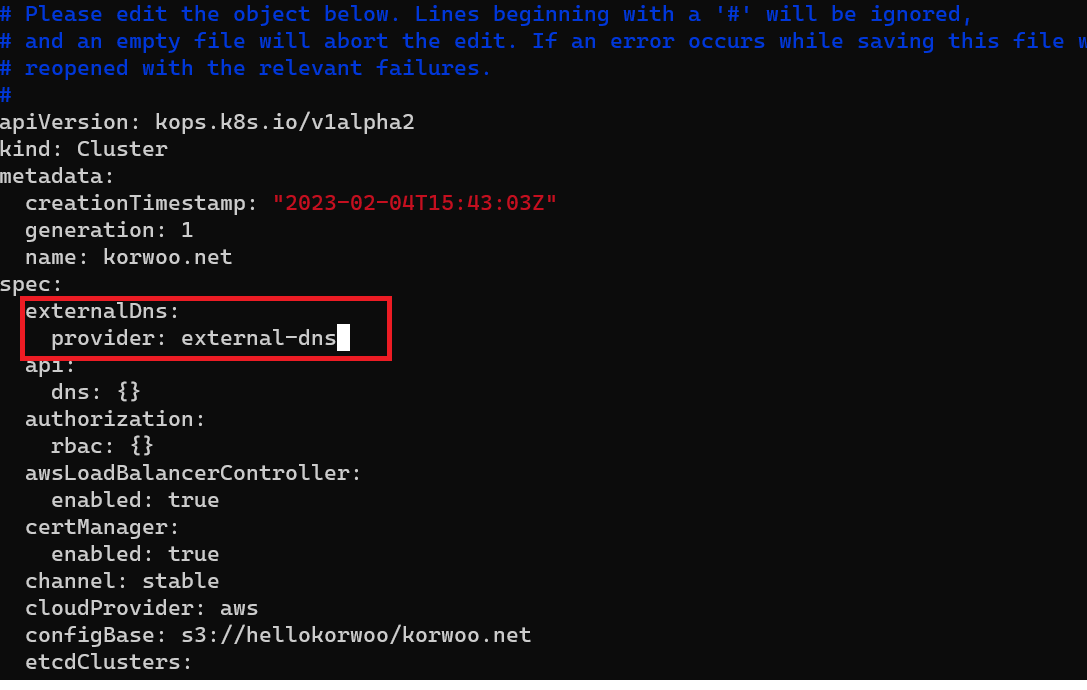 # Please edit the object below. Lines beginning with a '#' will be ignored,
# and an empty file will abort the edit. If an error occurs while saving this file w
# reopened with the relevant failures.
#
apiVersion: kops.k8s.io/v1alpha2
kind: Cluster
metadata:
  creationTimestamp: "2023-02-04T15:43:03Z"
  generation: 1
  name: korwoo.net
spec:
  externalDns:
    provider: external-dns
  api:
    dns: {}
  authorization:
    rbac: {}
  awsLoadBalancerController:
    enabled: true
  certManager:
    enabled: true
  channel: stable
  cloudProvider: aws
  configBase: s3://hellokorwoo/korwoo.net
  etcdClusters: